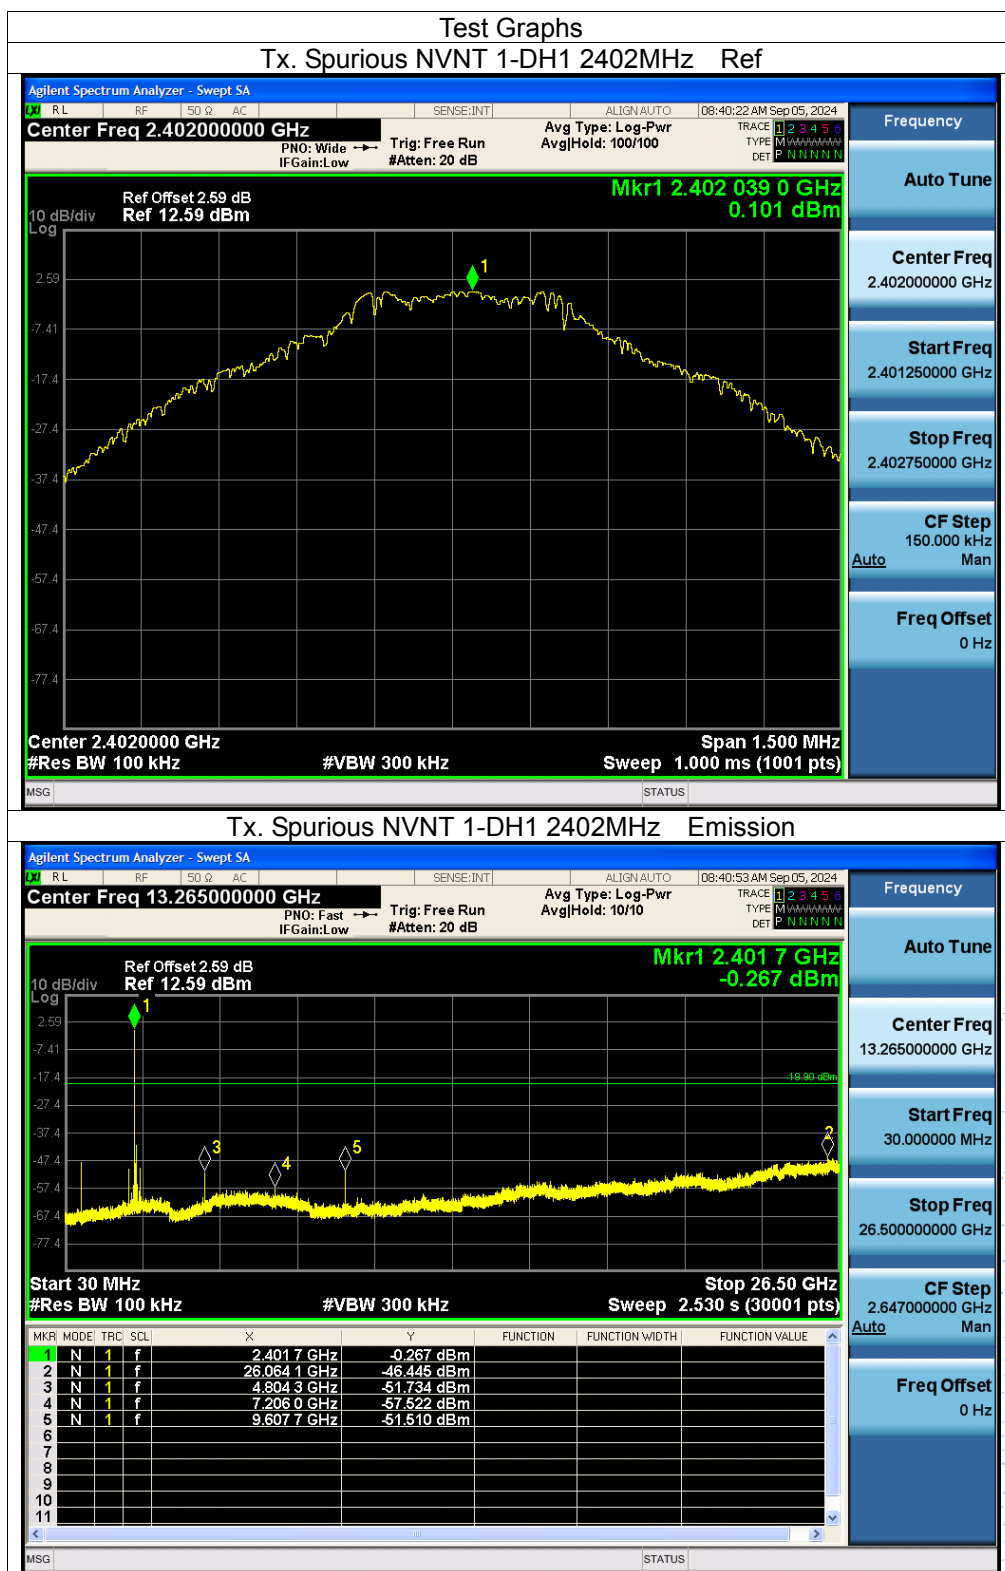 Test Graphs
Tx. Spurious NVNT 1-DH1 2402MHz Ref
Agilent Spectrum Analyzer - Swept SA
LXI RL RF 50 Ω AC SENSE:INT ALIGN AUTO 08:40:22 AM Sep 05, 2024
Center Freq 2.402000000 GHz
PNO: Wide
IFGain:Low
Trig: Free Run
#Atten: 20 dB
Avg Type: Log-Pwr
Avg|Hold: 100/100
TRACE 1 2 3 4 5 6
TYPE M
DET P N N N N N
Frequency
Auto Tune
Center Freq
2.402000000 GHz
Start Freq
2.401250000 GHz
Stop Freq
2.402750000 GHz
CF Step
150.000 kHz
Auto Man
Freq Offset
0 Hz
Mkr1 2.402 039 0 GHz
0.101 dBm
Ref Offset 2.59 dB
10 dB/div Ref 12.59 dBm
Log
1
2.59
-7.41
-17.4
-27.4
-37.4
-47.4
-57.4
-67.4
-77.4
Center 2.4020000 GHz Span 1.500 MHz
#Res BW 100 kHz #VBW 300 kHz Sweep 1.000 ms (1001 pts)
MSG STATUS
Tx. Spurious NVNT 1-DH1 2402MHz Emission
Agilent Spectrum Analyzer - Swept SA
LXI RL RF 50 Ω AC SENSE:INT ALIGN AUTO 08:40:53 AM Sep 05, 2024
Center Freq 13.265000000 GHz
PNO: Fast
IFGain:Low
Trig: Free Run
#Atten: 20 dB
Avg Type: Log-Pwr
Avg|Hold: 10/10
TRACE 1 2 3 4 5 6
TYPE M
DET P N N N N N
Frequency
Auto Tune
Center Freq
13.265000000 GHz
Start Freq
30.000000 MHz
Stop Freq
26.500000000 GHz
CF Step
2.647000000 GHz
Auto Man
Freq Offset
0 Hz
Mkr1 2.401 7 GHz
-0.267 dBm
Ref Offset 2.59 dB
10 dB/div Ref 12.59 dBm
Log
1
2.59
-7.41
-17.4
-19.90 dBm
-27.4
-37.4
2
3
5
4
-47.4
-57.4
-67.4
-77.4
Start 30 MHz Stop 26.50 GHz
#Res BW 100 kHz #VBW 300 kHz Sweep 2.530 s (30001 pts)
MKR MODE TRC SCL X Y FUNCTION FUNCTION WIDTH FUNCTION VALUE
1 N 1 f 2.401 7 GHz -0.267 dBm
2 N 1 f 26.064 1 GHz -46.445 dBm
3 N 1 f 4.804 3 GHz -51.734 dBm
4 N 1 f 7.206 0 GHz -57.522 dBm
5 N 1 f 9.607 7 GHz -51.510 dBm
6
7
8
9
10
11
MSG STATUS